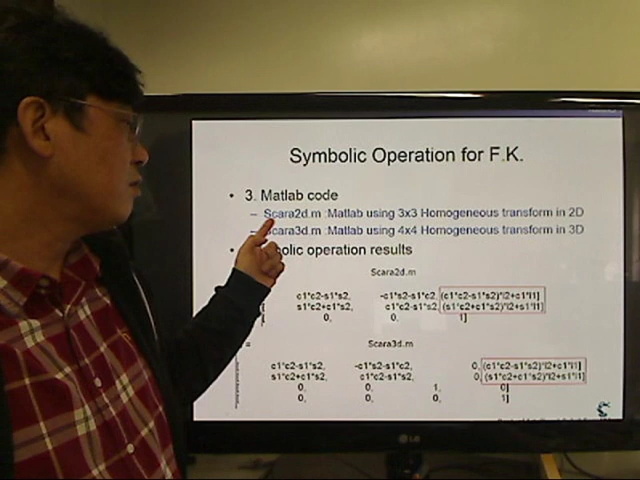 Symbolic Operation for F.K.
• 3. Matlab code
– Scara2d.m :Matlab using 3x3 Homogeneous transform in 2D
– Scara3d.m :Matlab using 4x4 Homogeneous transform in 3D
• bolic operation results
Scara2d.m
c1*c2-s1*s2, -c1*s2-s1*c2, (c1*c2-s1*s2)*l2+c1*l1]
s1*c2+c1*s2, c1*c2-s1*s2, (s1*c2+c1*s2)*l2+s1*l1]
0, 0, 1]
Scara3d.m
c1*c2-s1*s2, -c1*s2-s1*c2, 0, (c1*c2-s1*s2)*l2+c1*l1]
s1*c2+c1*s2, c1*c2-s1*s2, 0, (s1*c2+c1*s2)*l2+s1*l1]
0, 0, 1, 0]
0, 0, 0, 1]
LG